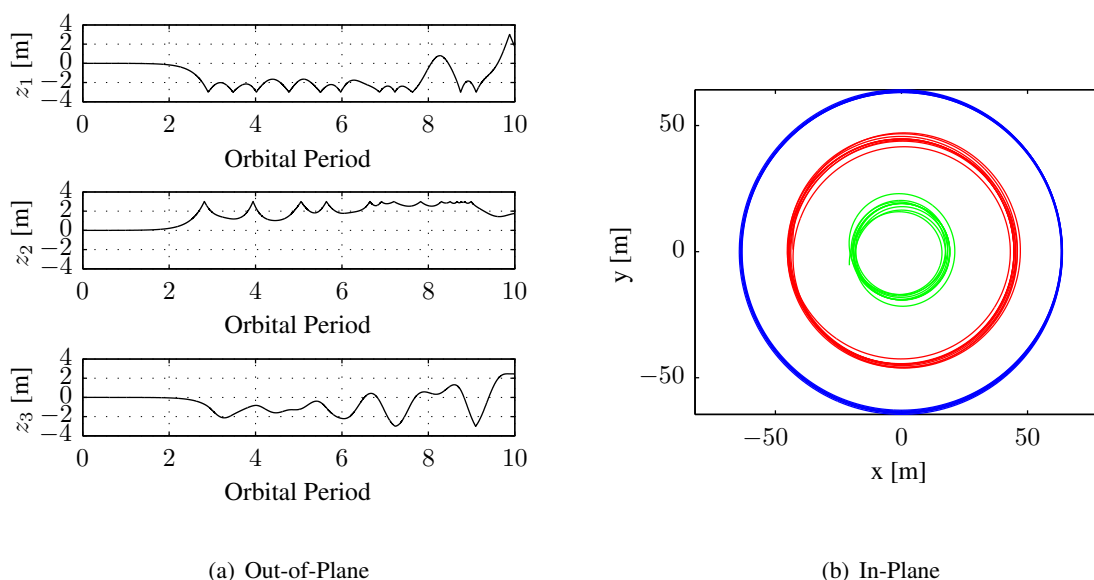 4
2
0
−2
−4
z1 [m]
0 2 4 6 8 10
Orbital Period
4
2
0
−2
−4
z2 [m]
0 2 4 6 8 10
Orbital Period
4
2
0
−2
−4
z3 [m]
0 2 4 6 8 10
Orbital Period
(a) Out-of-Plane
50
0
−50
y [m]
−50 0 50
x [m]
(b) In-Plane